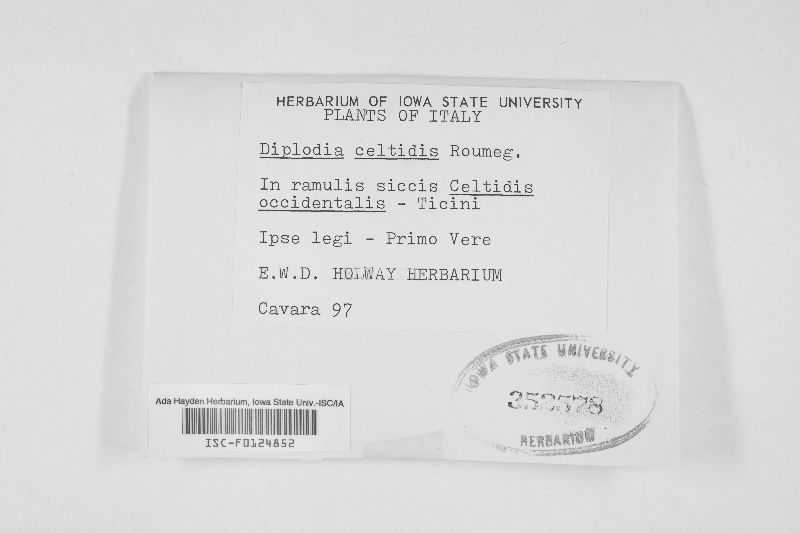 HERBARIUM OF IOWA STATE UNIVERSITY
PLANTS OF ITALY
Diplodia celtidis Roumeg.
In ramulis siccis Celtidis
occidentalis - Ticini
Ipse legi - Primo Vere
E.W.D. HOLWAY HERBARIUM
Cavara 97
IOWA STATE UNIVERSITY
HERBARIUM
Ada Hayden Herbarium, Iowa State Univ.-ISC/IA
ISC-F0124852